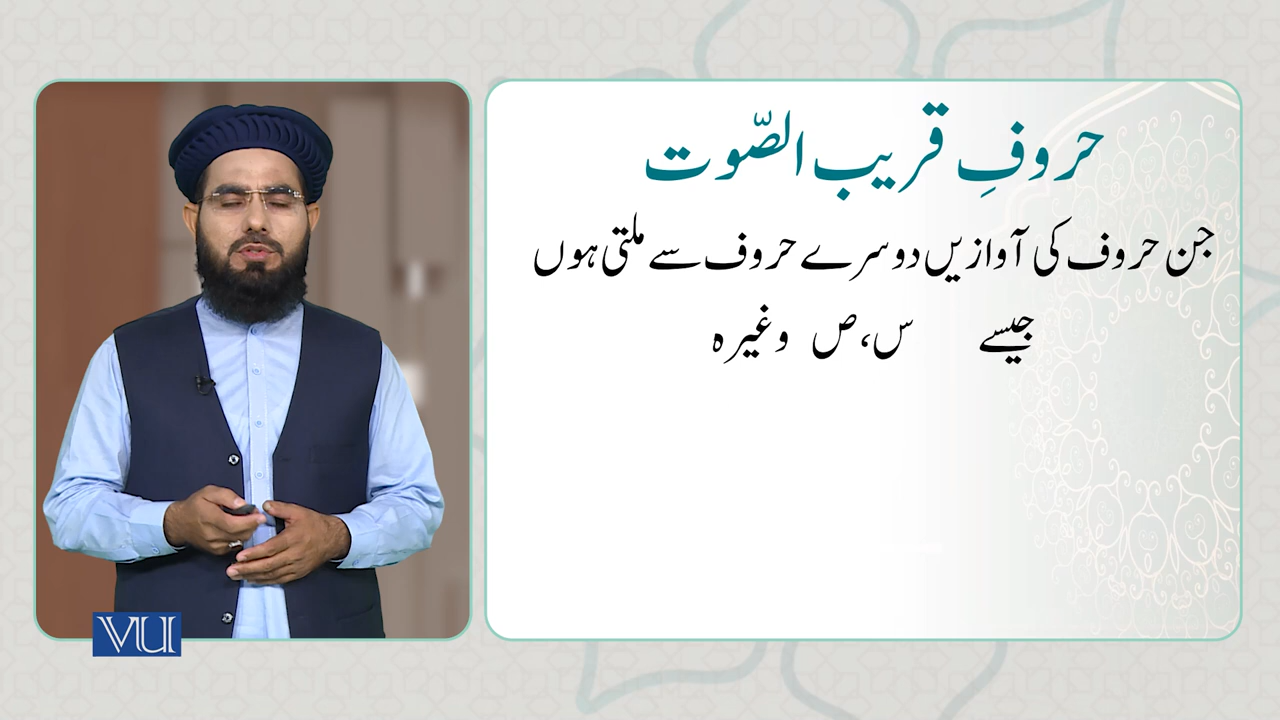 حروفِ قریب الصّوت
جن حروف کی آوازیں دوسرے حروف سے ملتی ہوں
جیسے س، ص وغیرہ
VU